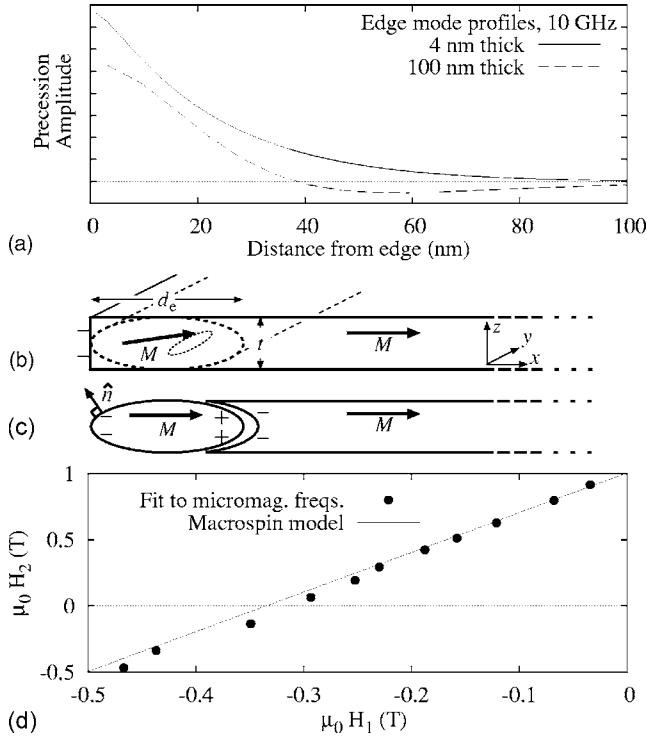 Edge mode profiles, 10 GHz
4 nm thick
100 nm thick
Precession
Amplitude
0 20 40 60 80 100
(a)
Distance from edge (nm)
d_e
(b)
− −
M
t
M
z
y
x
n̂
(c)
− −
M
+ +
+ +
− −
M
1
Fit to micromag. freqs.
Macrospin model
0.5
μ₀ H₂ (T)
0
-0.5
-0.5 -0.4 -0.3 -0.2 -0.1 0
(d)
μ₀ H₁ (T)